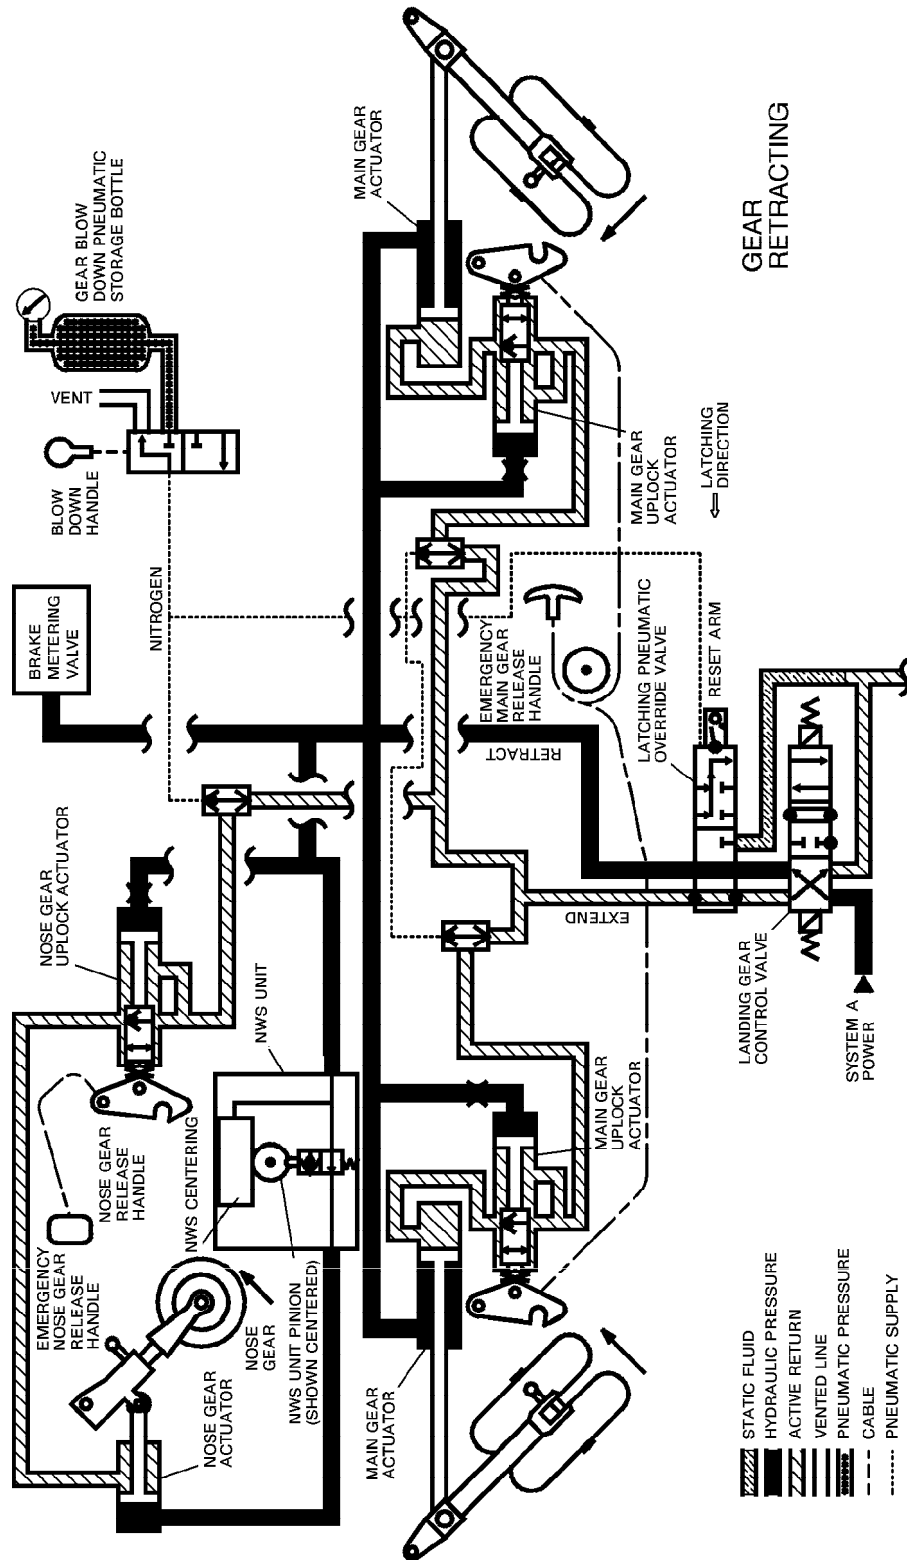 GEAR BLOW
DOWN PNEUMATIC
STORAGE BOTTLE
VENT
BLOW
DOWN
HANDLE
BRAKE
METERING
VALVE
NITROGEN
NOSE GEAR
UPLOCK ACTUATOR
NWS UNIT
NWS CENTERING
NOSE GEAR
RELEASE
HANDLE
EMERGENCY
NOSE GEAR
RELEASE
HANDLE
NOSE
GEAR
NWS UNIT PINION
(SHOWN CENTERED)
NOSE GEAR
ACTUATOR
MAIN GEAR
ACTUATOR
MAIN GEAR
UPLOCK
ACTUATOR
LATCHING
DIRECTION
EMERGENCY
MAIN GEAR
RELEASE
HANDLE
RETRACT
LATCHING PNEUMATIC
OVERRIDE VALVE
RESET ARM
EXTEND
LANDING GEAR
CONTROL VALVE
SYSTEM A
POWER
MAIN GEAR
UPLOCK
ACTUATOR
MAIN GEAR
ACTUATOR
GEAR
RETRACTING
STATIC FLUID
HYDRAULIC PRESSURE
ACTIVE RETURN
VENTED LINE
PNEUMATIC PRESSURE
CABLE
PNEUMATIC SUPPLY